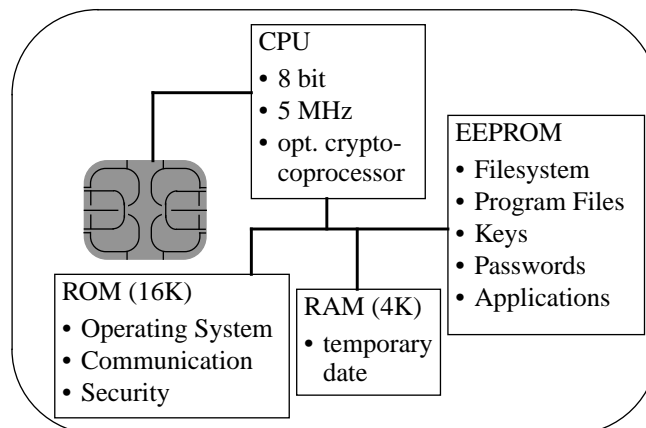 CPU
• 8 bit
• 5 MHz
• opt. crypto-
coprocessor
EEPROM
• Filesystem
• Program Files
• Keys
• Passwords
• Applications
ROM (16K)
• Operating System
• Communication
• Security
RAM (4K)
• temporary
date